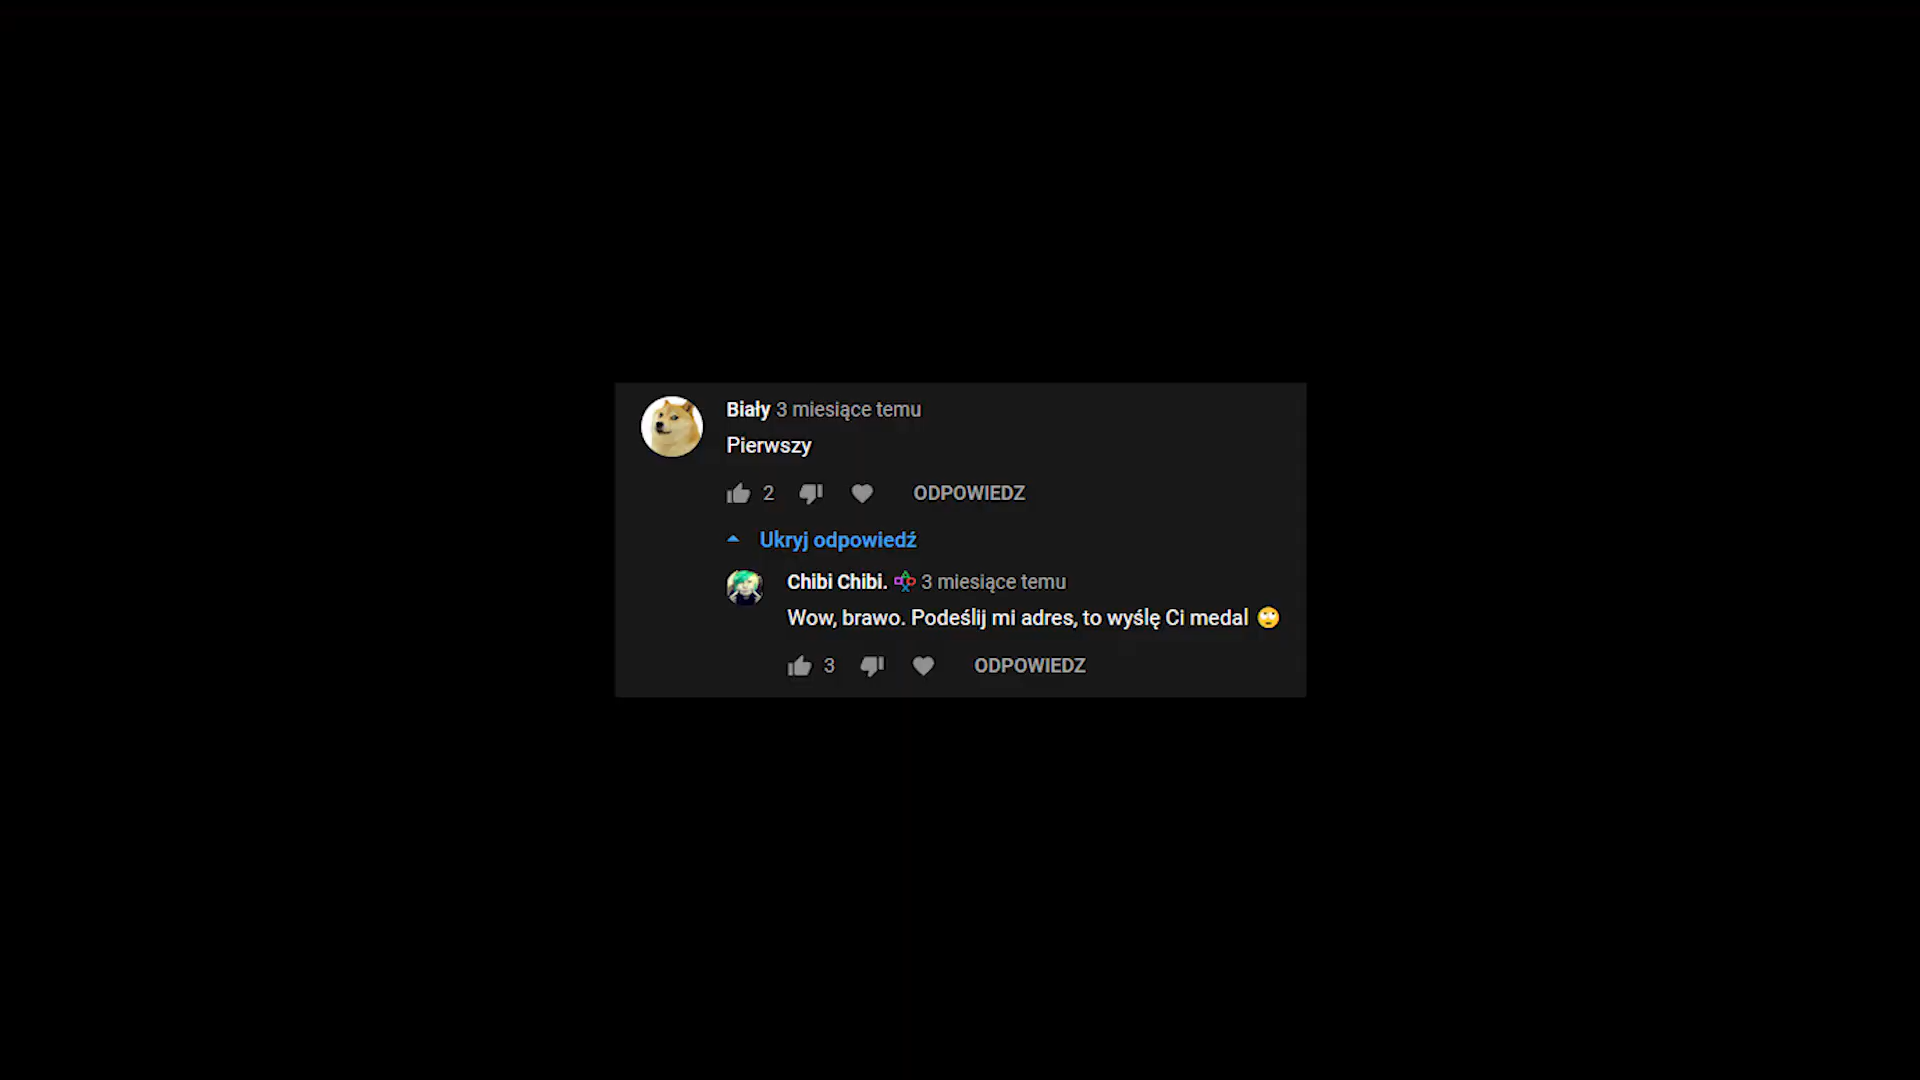 Biały 3 miesiące temu
Pierwszy
2 ODPOWIEDZ
Ukryj odpowiedź
Chibi Chibi. 3 miesiące temu
Wow, brawo. Podeślij mi adres, to wyślę Ci medal 🙄
3 ODPOWIEDZ